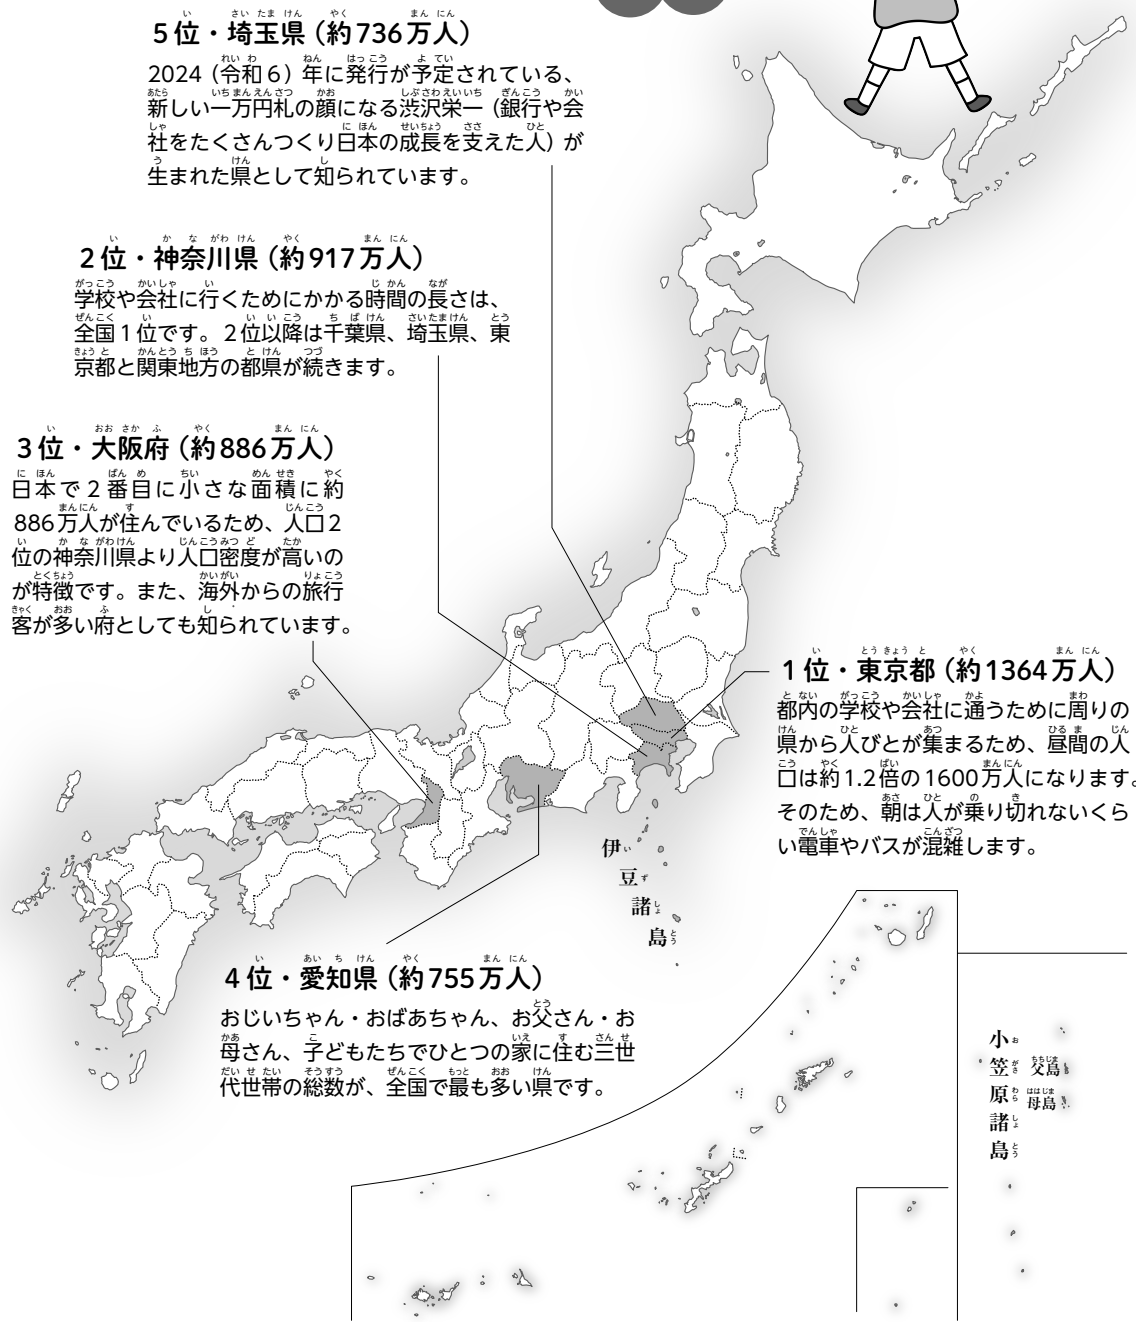 5位・埼玉県（約736万人）
2024（令和6）年に発行が予定されている、
新しい一万円札の顔になる渋沢栄一（銀行や会
社をたくさんつくり日本の成長を支えた人）が
生まれた県として知られています。
2位・神奈川県（約917万人）
学校や会社に行くためにかかる時間の長さは、
全国1位です。2位以降は千葉県、埼玉県、東
京都と関東地方の都県が続きます。
3位・大阪府（約886万人）
日本で2番目に小さな面積に約
886万人が住んでいるため、人口2
位の神奈川県より人口密度が高いの
が特徴です。また、海外からの旅行
客が多い府としても知られています。
1位・東京都（約1364万人）
都内の学校や会社に通うために周りの
県から人びとが集まるため、昼間の人
口は約1.2倍の1600万人になります。
そのため、朝は人が乗り切れないくら
い電車やバスが混雑します。
伊豆諸島
4位・愛知県（約755万人）
おじいちゃん・おばあちゃん、お父さん・お
母さん、子どもたちでひとつの家に住む三世
代世帯の総数が、全国で最も多い県です。
小笠原諸島
父島
母島